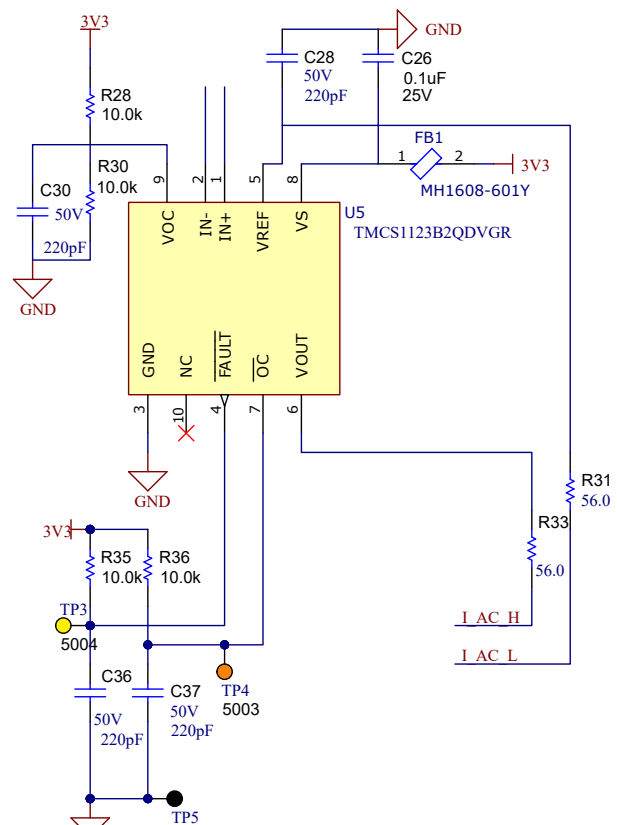 3V3
GND
C28
50V
220pF
C26
0.1uF
25V
R28
10.0k
FB1
1
2
3V3
MH1608-601Y
R30
10.0k
C30
50V
220pF
9
2
1
5
8
U5
TMCS1123B2QDVGR
VOC
IN-
IN+
VREF
VS
GND
GND
NC
FAULT
OC
VOUT
3
10
4
7
6
GND
R31
56.0
R33
56.0
3V3
R35
10.0k
R36
10.0k
TP3
5004
I_AC_H
I_AC_L
C36
50V
220pF
C37
50V
220pF
TP4
5003
TP5